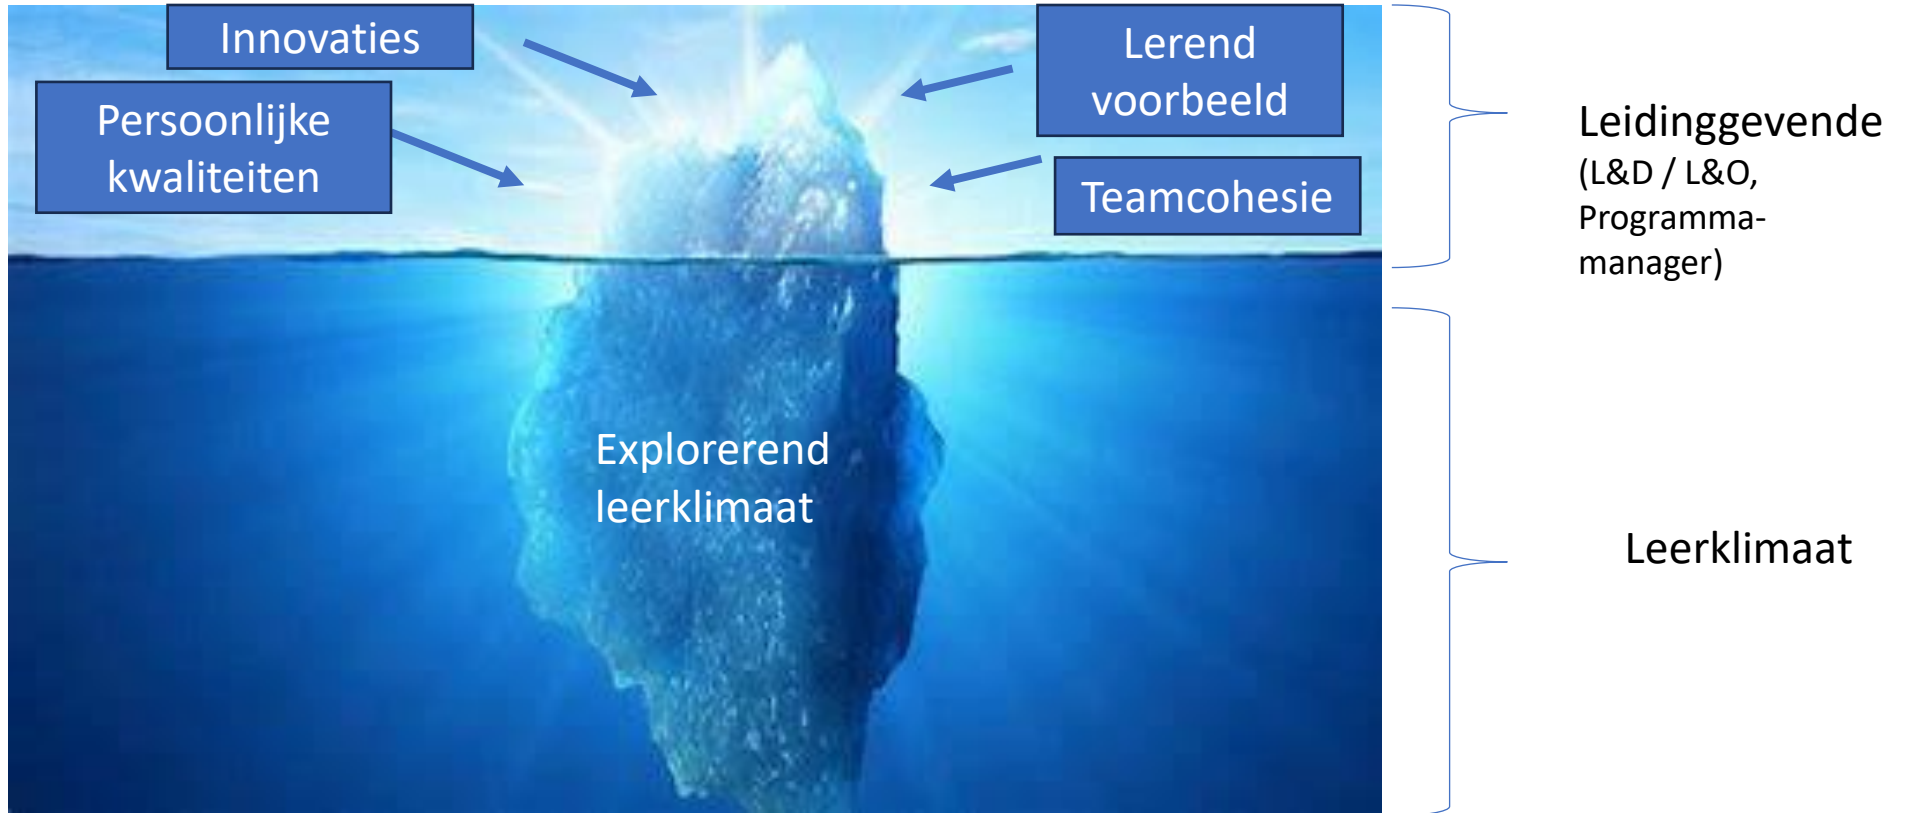 Innovaties
Persoonlijke
kwaliteiten
Lerend
voorbeeld
Teamcohesie
Leidinggevende
(L&D / L&O,
Programma-
manager)
Explorerend
leerklimaat
Leerklimaat